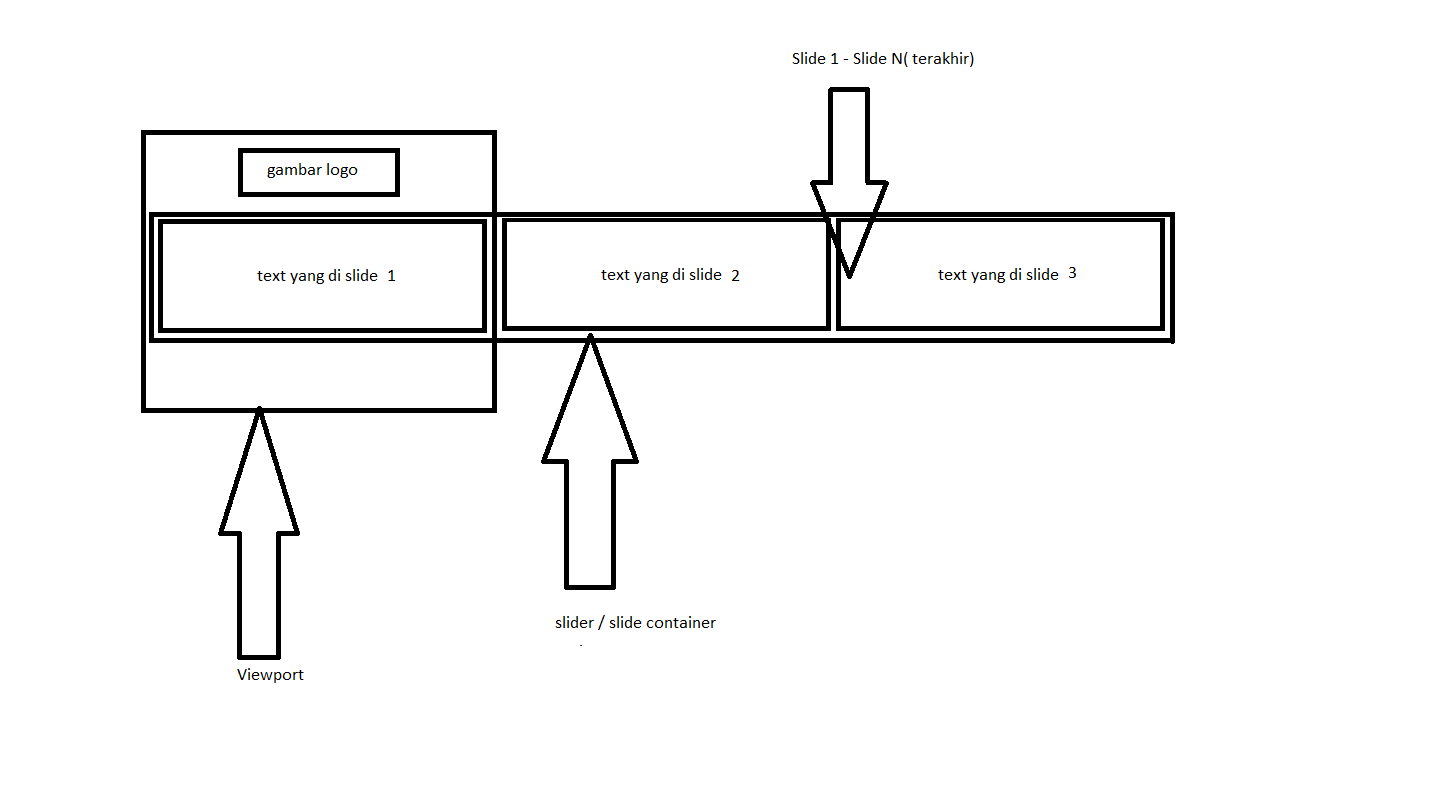 Slide 1 - Slide N( terakhir)
gambar logo
text yang di slide 1
text yang di slide 2
text yang di slide 3
slider / slide container
Viewport